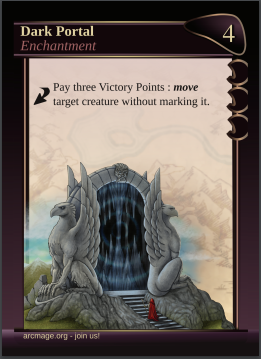 Dark Portal
4
Enchantment
Pay three Victory Points : move
target creature without marking it.
arcmage.org - join us!